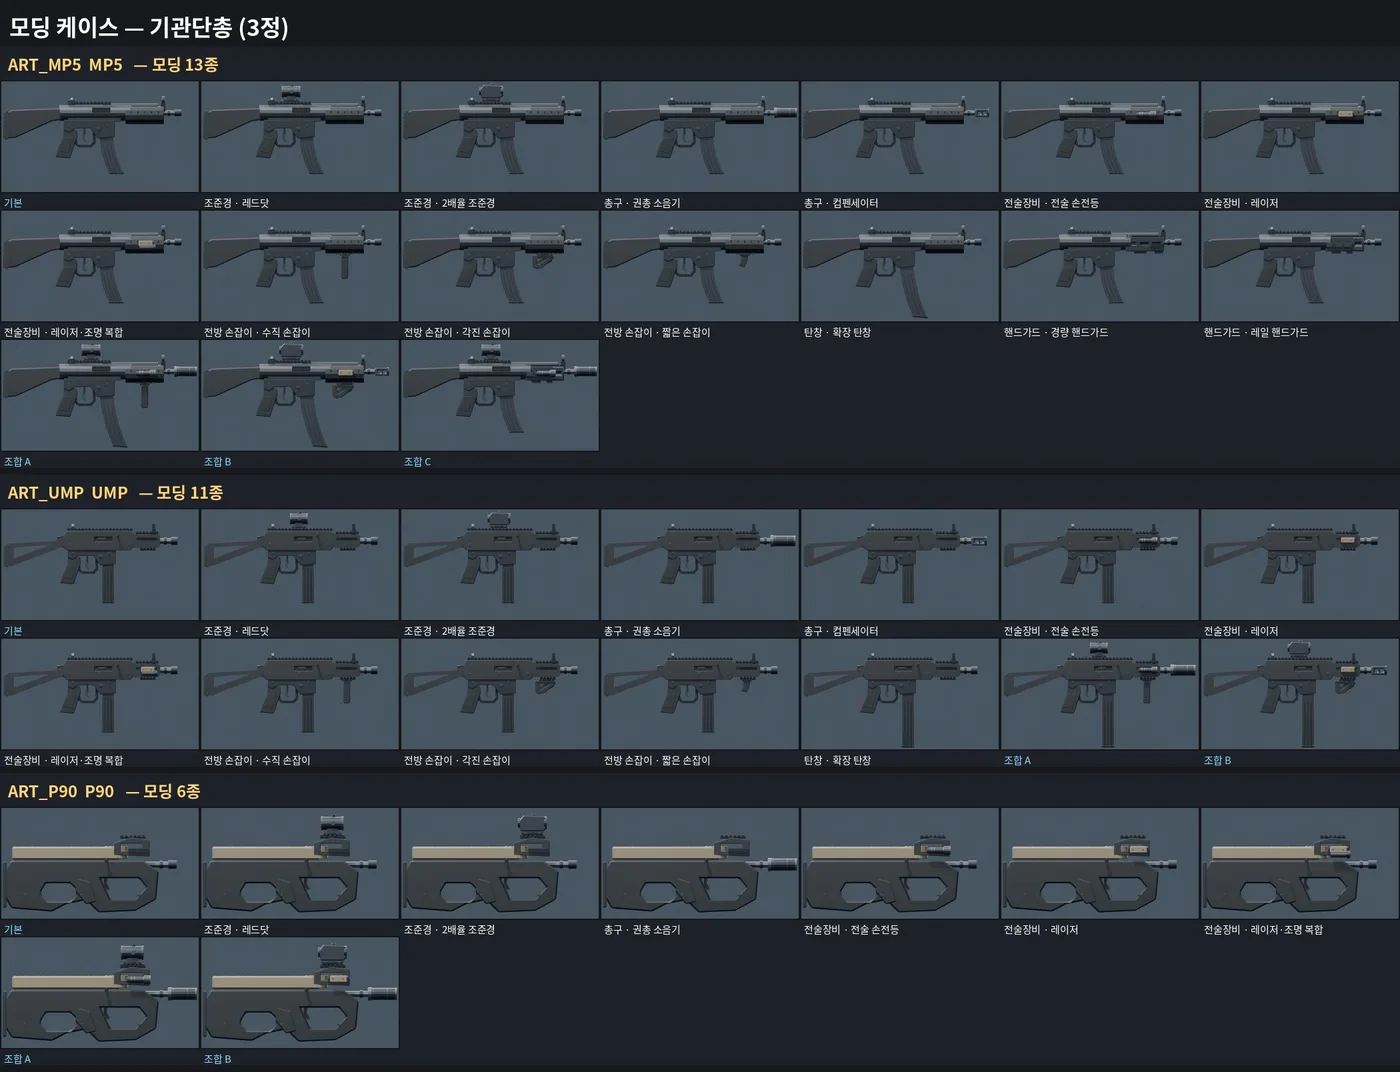 모딩 케이스 — 기관단총 (3정)
ART_MP5 MP5 — 모딩 13종
기본
조준경 · 레드닷
조준경 · 2배율 조준경
총구 · 권총 소음기
총구 · 컴펜세이터
전술장비 · 전술 손전등
전술장비 · 레이저
전술장비 · 레이저·조명 복합
전방 손잡이 · 수직 손잡이
전방 손잡이 · 각진 손잡이
전방 손잡이 · 짧은 손잡이
탄창 · 확장 탄창
핸드가드 · 경량 핸드가드
핸드가드 · 레일 핸드가드
조합 A
조합 B
조합 C
ART_UMP UMP — 모딩 11종
기본
조준경 · 레드닷
조준경 · 2배율 조준경
총구 · 권총 소음기
총구 · 컴펜세이터
전술장비 · 전술 손전등
전술장비 · 레이저
전술장비 · 레이저·조명 복합
전방 손잡이 · 수직 손잡이
전방 손잡이 · 각진 손잡이
전방 손잡이 · 짧은 손잡이
탄창 · 확장 탄창
조합 A
조합 B
ART_P90 P90 — 모딩 6종
기본
조준경 · 레드닷
조준경 · 2배율 조준경
총구 · 권총 소음기
전술장비 · 전술 손전등
전술장비 · 레이저
전술장비 · 레이저·조명 복합
조합 A
조합 B